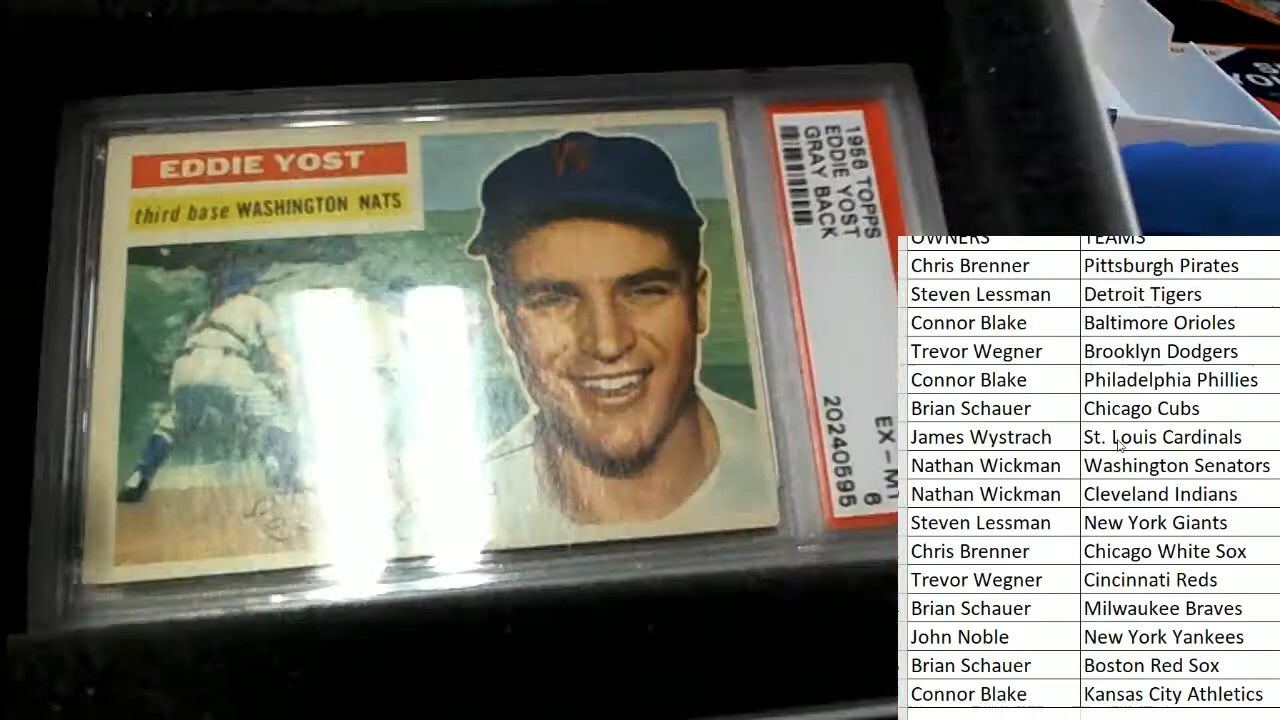 EDDIE YOST
third base WASHINGTON NATS
W
1956 TOPPS
EDDIE YOST
GRAY BACK
EX - MT
6
20240595
OWNERS TEAMS
Chris Brenner Pittsburgh Pirates
Steven Lessman Detroit Tigers
Connor Blake Baltimore Orioles
Trevor Wegner Brooklyn Dodgers
Connor Blake Philadelphia Phillies
Brian Schauer Chicago Cubs
James Wystrach St. Louis Cardinals
Nathan Wickman Washington Senators
Nathan Wickman Cleveland Indians
Steven Lessman New York Giants
Chris Brenner Chicago White Sox
Trevor Wegner Cincinnati Reds
Brian Schauer Milwaukee Braves
John Noble New York Yankees
Brian Schauer Boston Red Sox
Connor Blake Kansas City Athletics